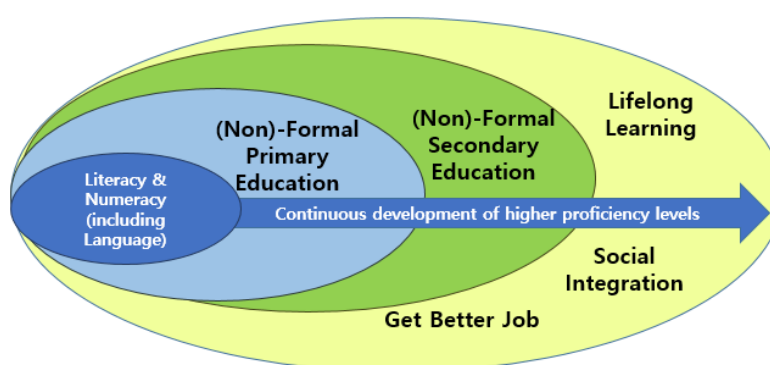 Literacy &
Numeracy
(including
Language)
(Non)-Formal
Primary
Education
(Non)-Formal
Secondary
Education
Lifelong
Learning
Continuous development of higher proficiency levels
Social
Integration
Get Better Job